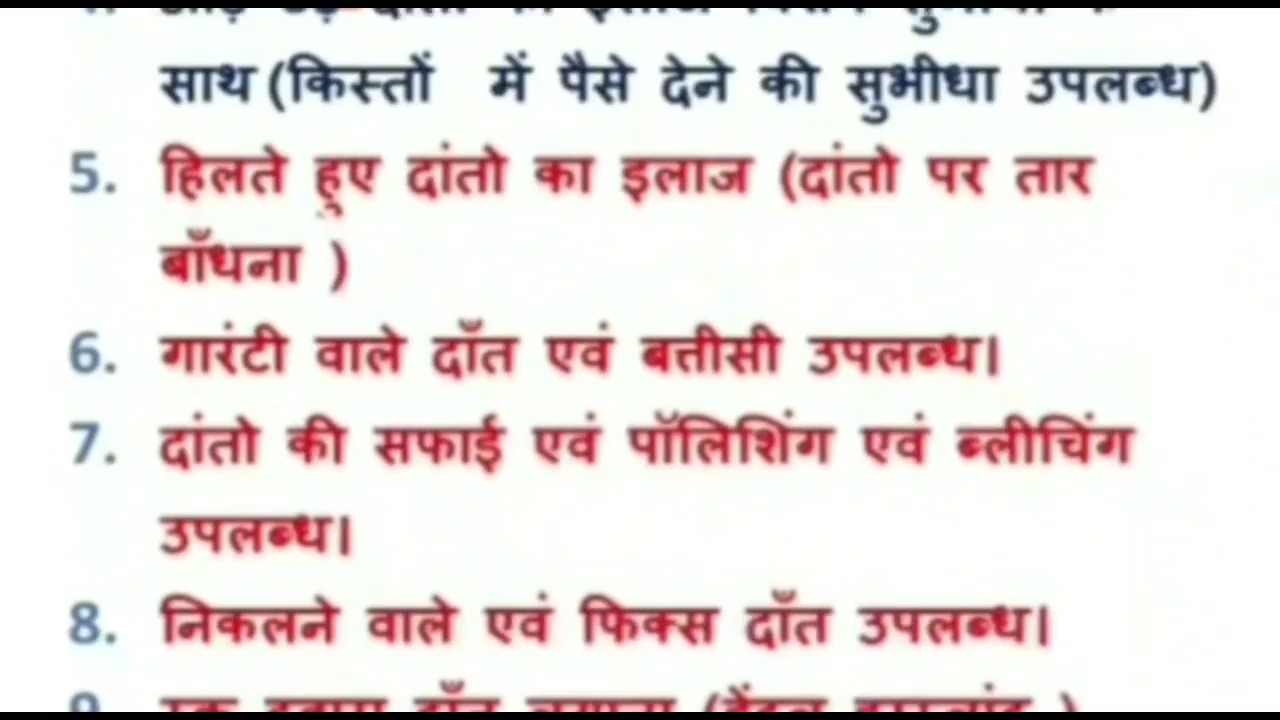 साथ (किस्तों में पैसे देने की सुभीधा उपलब्ध)
5. हिलते हुए दांतो का इलाज (दांतो पर तार
बाँधना )
6. गारंटी वाले दाँत एवं बत्तीसी उपलब्ध।
7. दांतो की सफाई एवं पॉलिशिंग एवं ब्लीचिंग
उपलब्ध।
8. निकलने वाले एवं फिक्स दाँत उपलब्ध।
9.